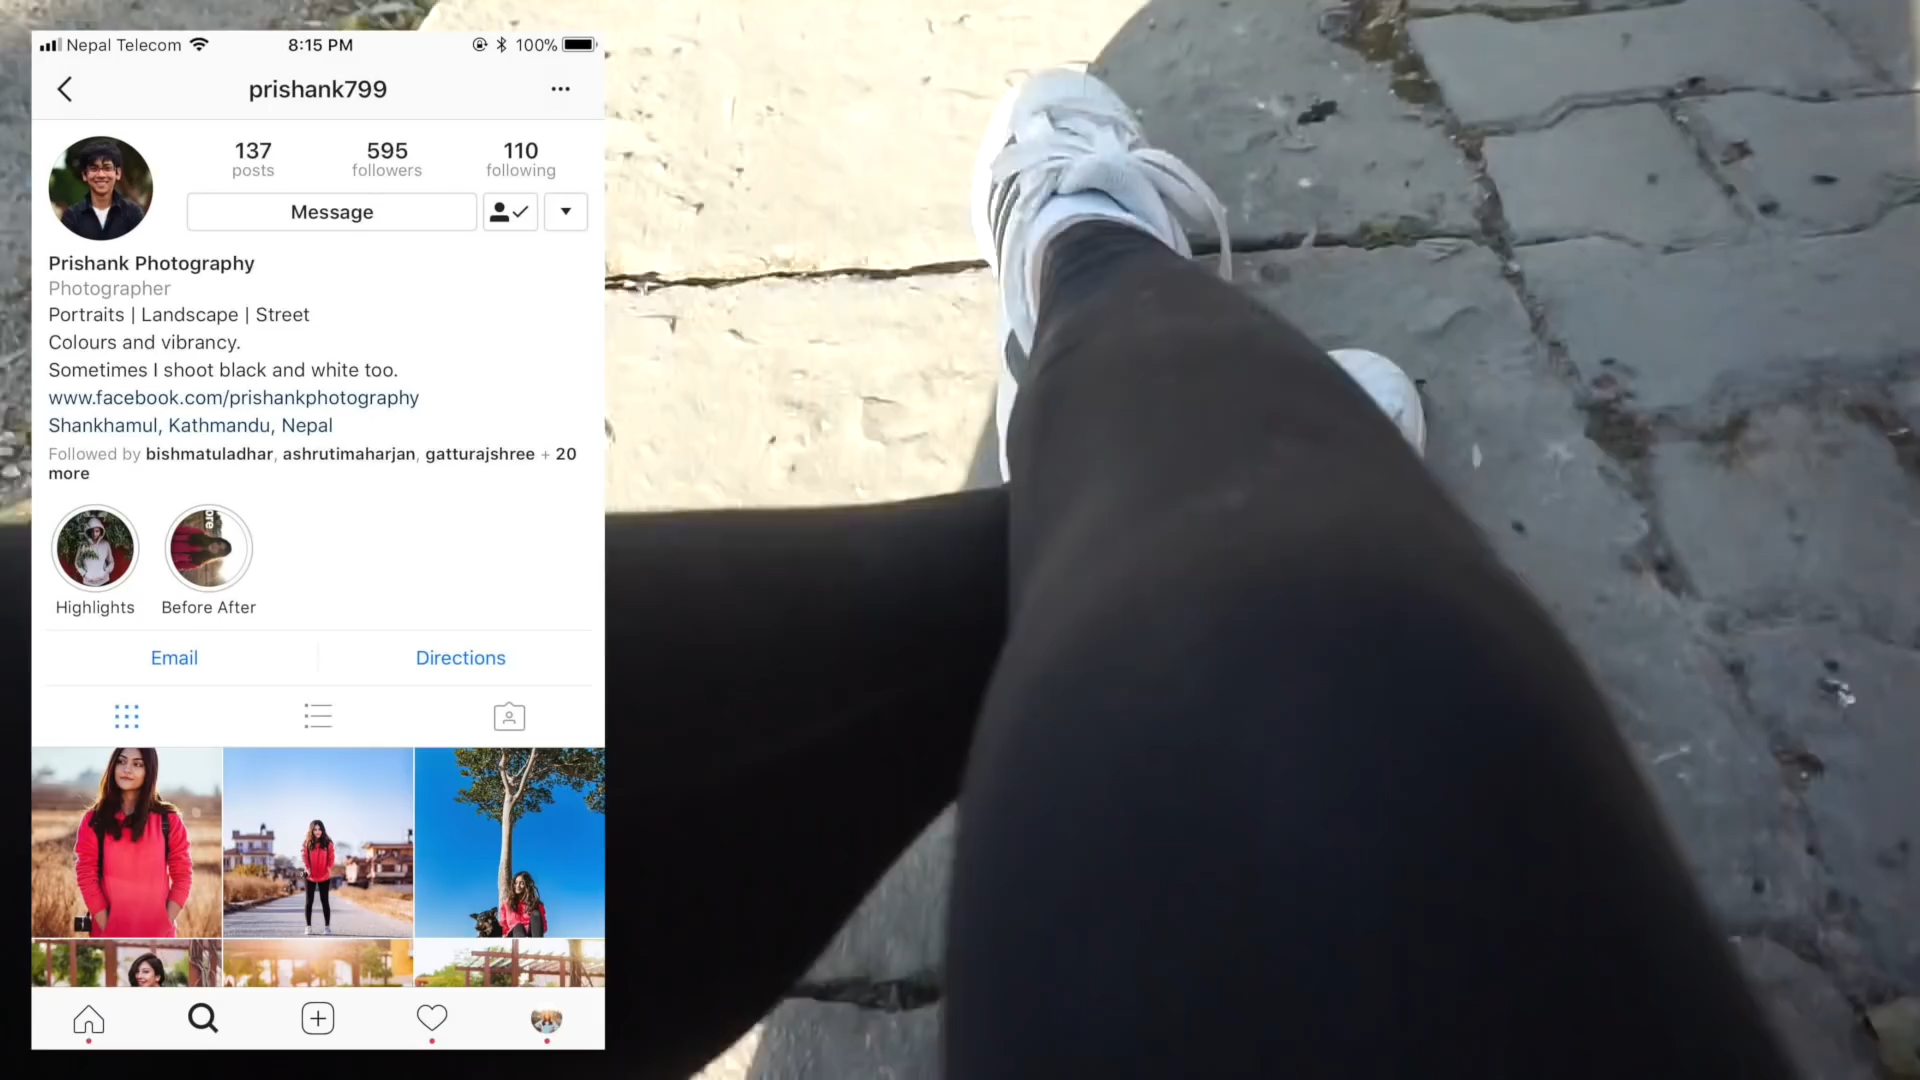 Nepal Telecom 8:15 PM 100%
prishank799
137 595 110
posts followers following
Message
Prishank Photography
Photographer
Portraits | Landscape | Street
Colours and vibrancy.
Sometimes I shoot black and white too.
www.facebook.com/prishankphotography
Shankhamul, Kathmandu, Nepal
Followed by bishmatuladhar, ashrutimaharjan, gatturajshree + 20
more
ore
Highlights Before After
Email Directions